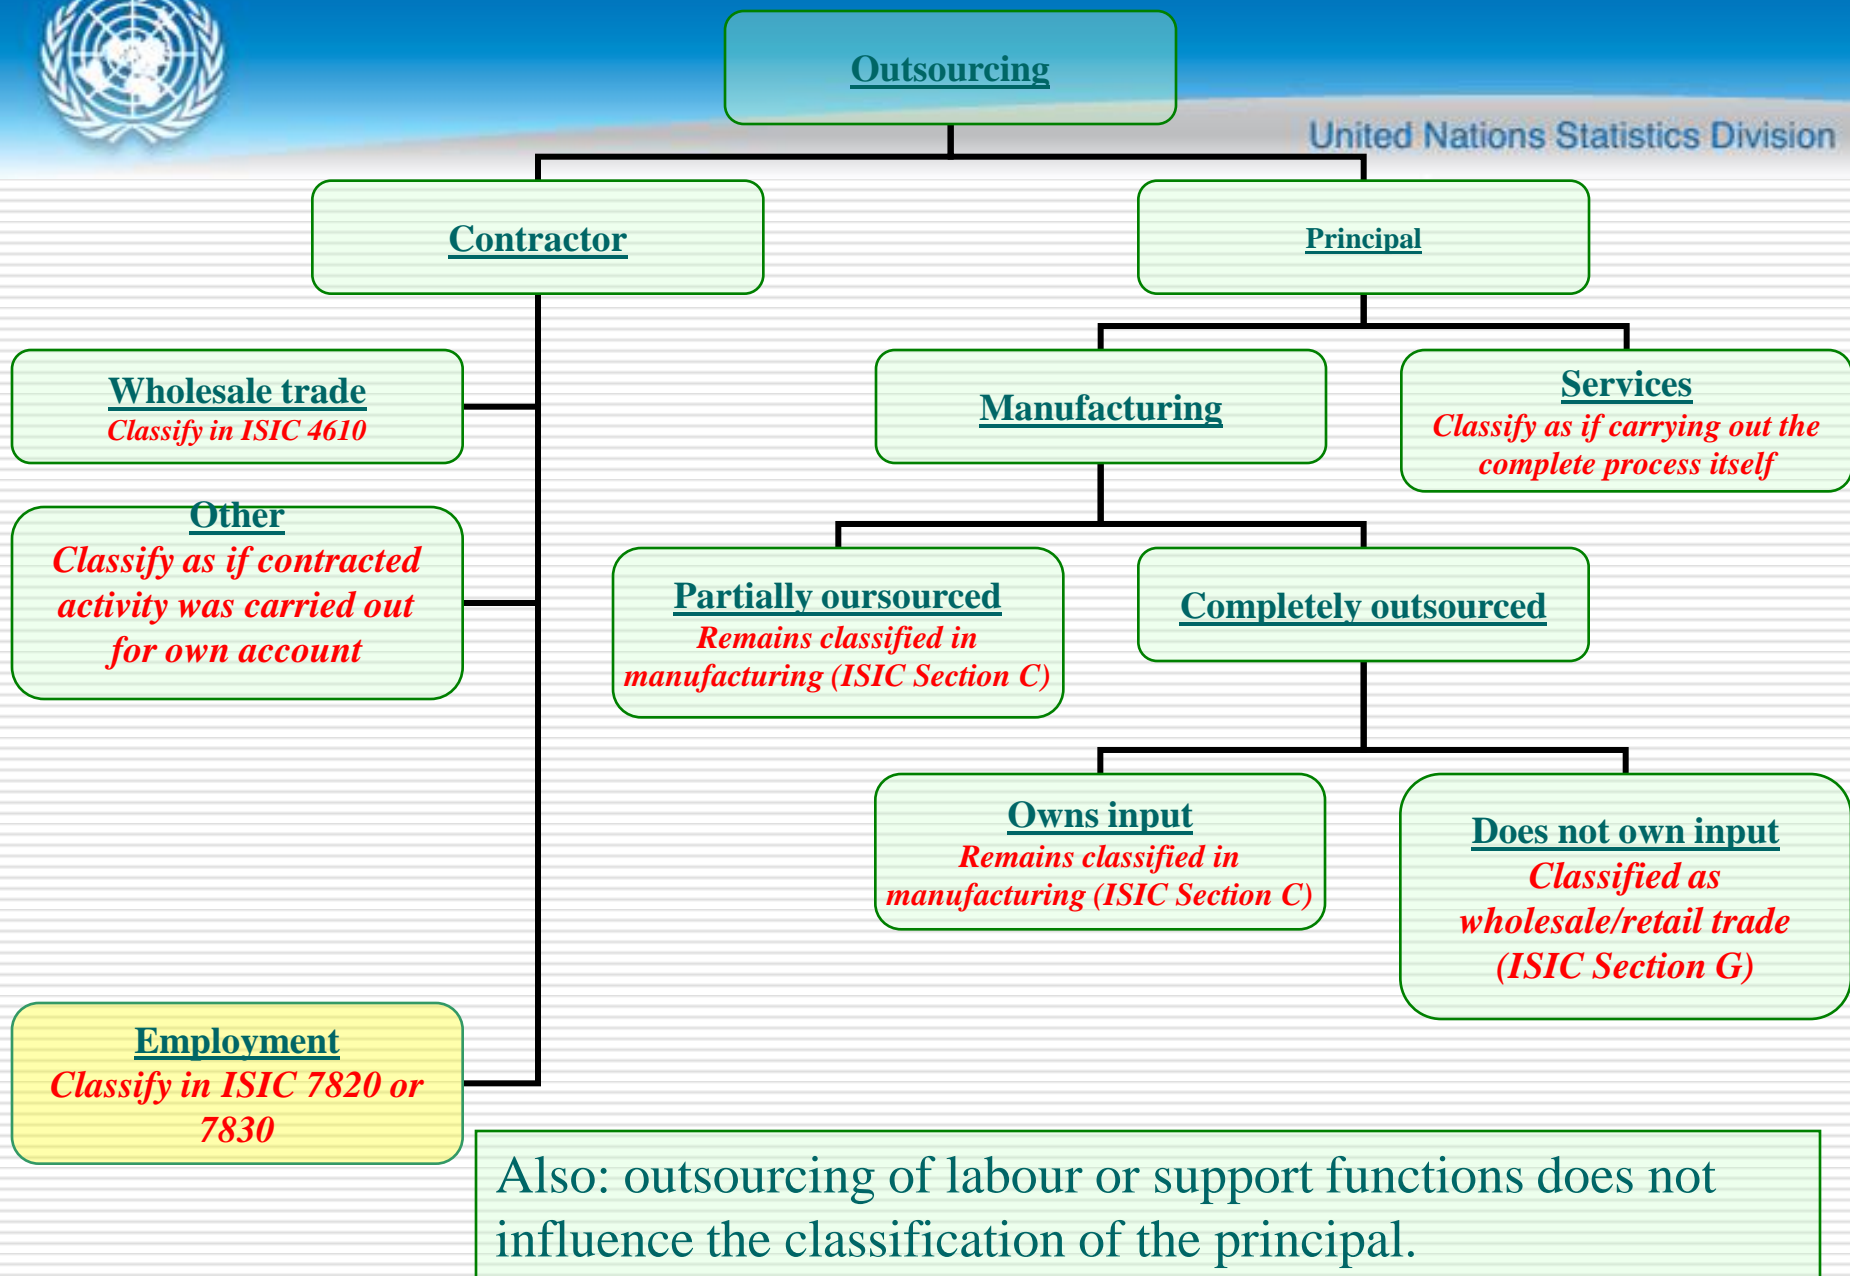 Outsourcing
United Nations Statistics Division
Contractor
Principal
Wholesale trade
Classify in ISIC 4610
Manufacturing
Services
Classify as if carrying out the
complete process itself
Other
Classify as if contracted
activity was carried out
for own account
Partially oursourced
Remains classified in
manufacturing (ISIC Section C)
Completely outsourced
Owns input
Remains classified in
manufacturing (ISIC Section C)
Does not own input
Classified as
wholesale/retail trade
(ISIC Section G)
Employment
Classify in ISIC 7820 or
7830
Also: outsourcing of labour or support functions does not
influence the classification of the principal.